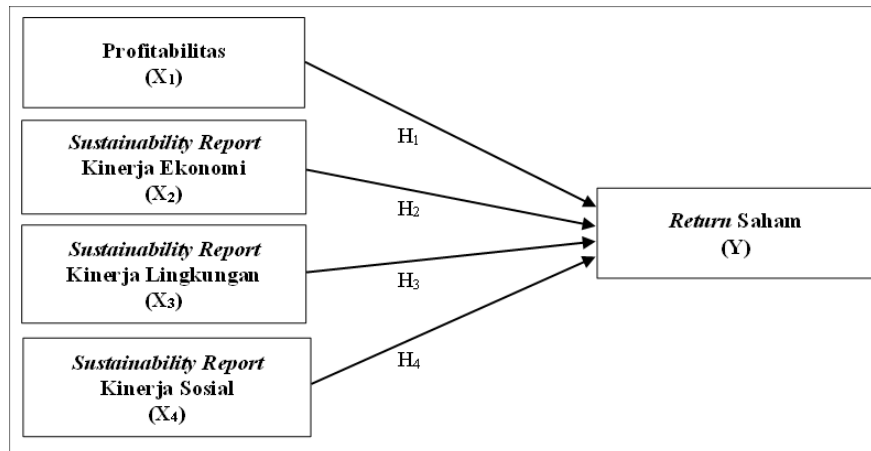 Profitabilitas
(X₁)
H₁
Sustainability Report
Kinerja Ekonomi
(X₂)
H₂
Return Saham
(Y)
Sustainability Report
Kinerja Lingkungan
(X₃)
H₃
Sustainability Report
Kinerja Sosial
(X₄)
H₄